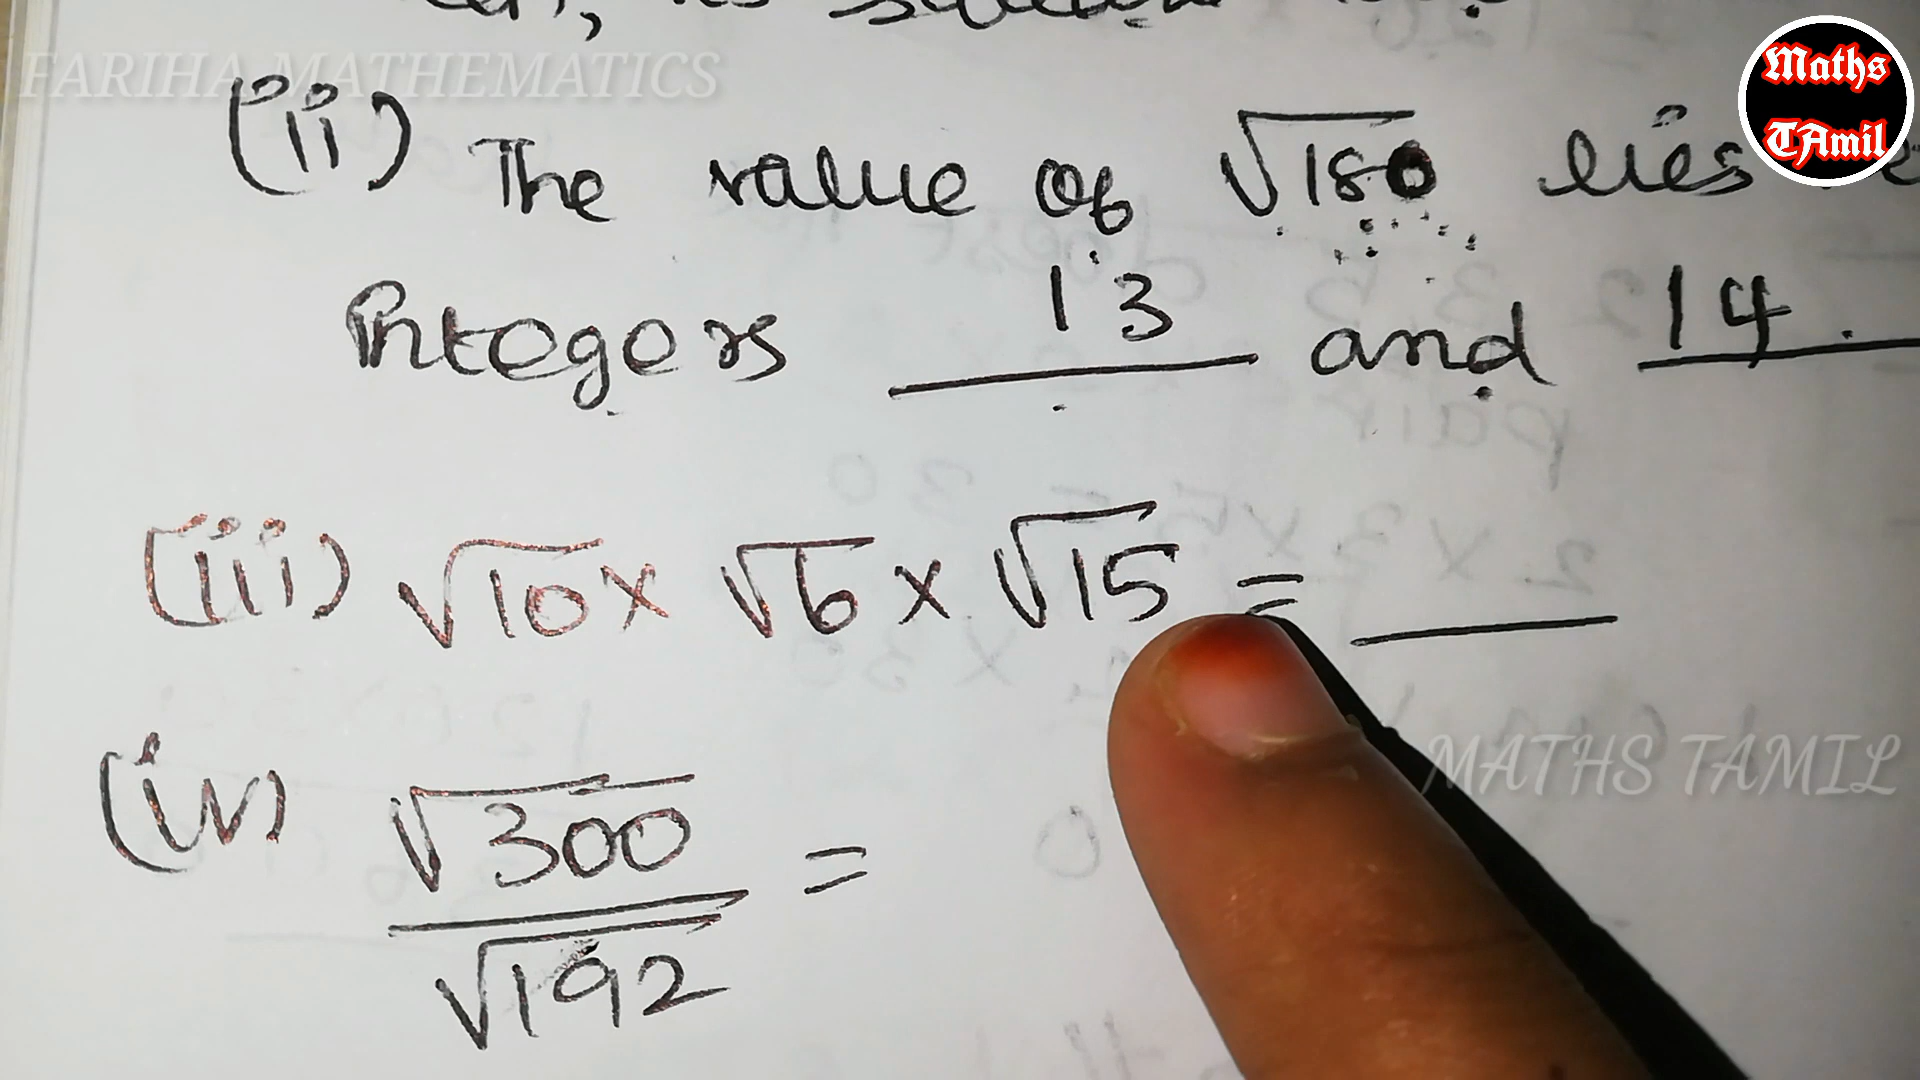 FARIHA MATHEMATICS
Maths
TAmil
(ii) The value of √180 lies
integers 13 and 14.
(iii) √10 × √6 × √15 = ___
(iv) √300 =
√192
MATHS TAMIL